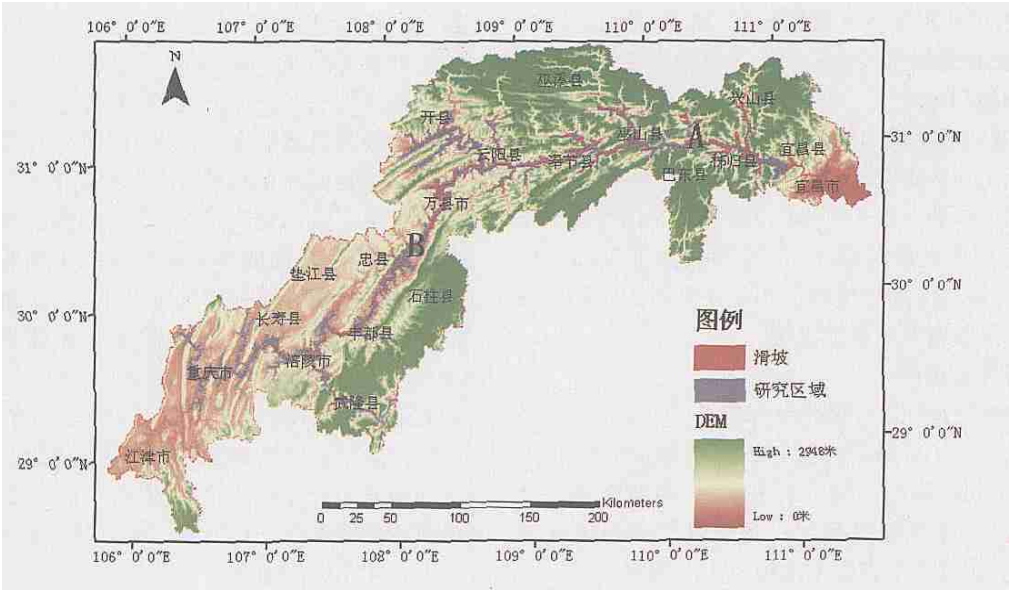 106° 0′0″E 107° 0′0″E 108° 0′0″E 109° 0′0″E 110° 0′0″E 111° 0′0″E
N
巫溪县
兴山县
开县
巫山县
A
31° 0′0″N
云阳县
奉节县
秭归县
宜昌县
31° 0′0″N
巴东县
宜昌市
万县市
B
忠县
垫江县
石柱县
30° 0′0″N
30° 0′0″N
长寿县
丰都县
图例
滑坡
涪陵市
重庆市
研究区域
武隆县
DEM
29° 0′0″N
High : 2948米
江津市
29° 0′0″N
Kilometers
0 25 50 100 150 200
Low : 0米
106° 0′0″E 107° 0′0″E 108° 0′0″E 109° 0′0″E 110° 0′0″E 111° 0′0″E